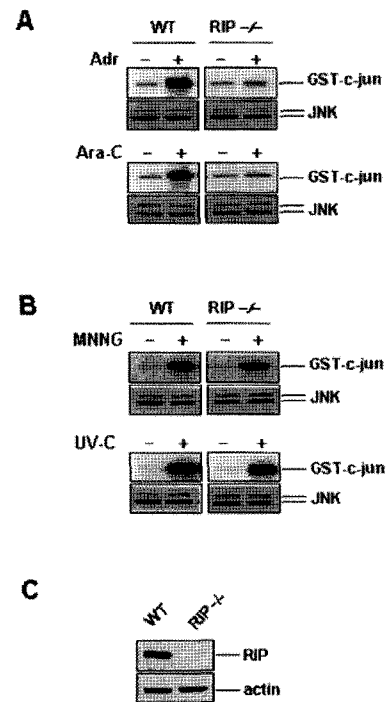 A
WT RIP -/-
Adr - + - +
GST-c-jun
JNK
Ara-C - + - +
GST-c-jun
JNK
B
WT RIP -/-
MNNG - + - +
GST-c-jun
JNK
UV-C - + - +
GST-c-jun
JNK
C
WT RIP-/-
RIP
actin